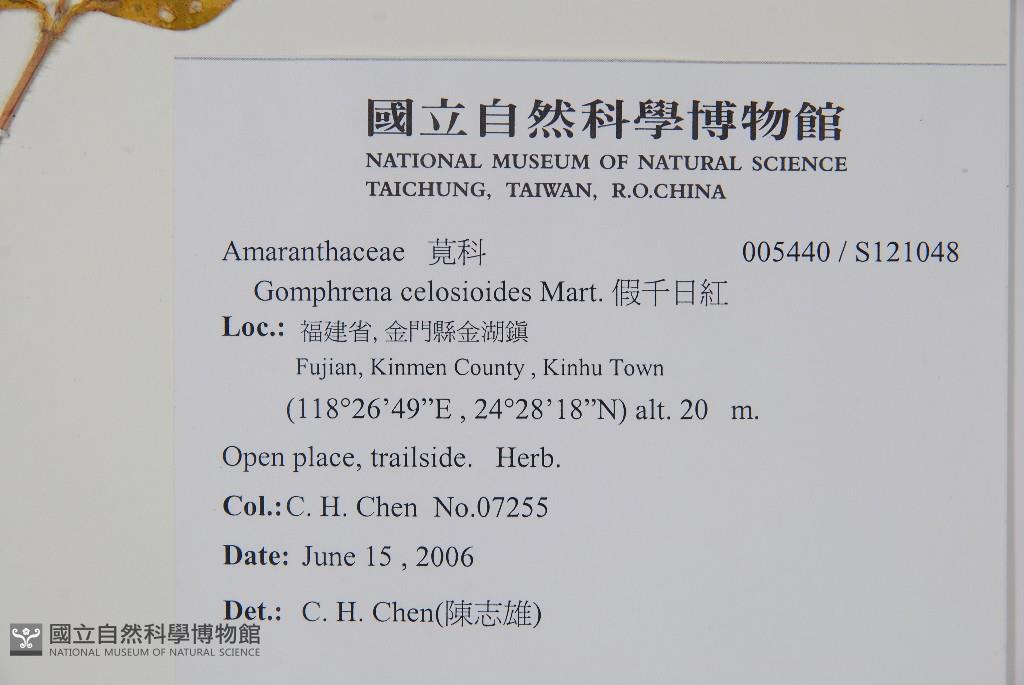 國立自然科學博物館
NATIONAL MUSEUM OF NATURAL SCIENCE
TAICHUNG, TAIWAN, R.O.CHINA
Amaranthaceae 莧科 005440 / S121048
Gomphrena celosioides Mart. 假千日紅
Loc.: 福建省, 金門縣金湖鎮
Fujian, Kinmen County , Kinhu Town
(118°26’49”E , 24°28’18”N) alt. 20 m.
Open place, trailside. Herb.
Col.: C. H. Chen No.07255
Date: June 15 , 2006
Det.: C. H. Chen(陳志雄)
國立自然科學博物館
NATIONAL MUSEUM OF NATURAL SCIENCE